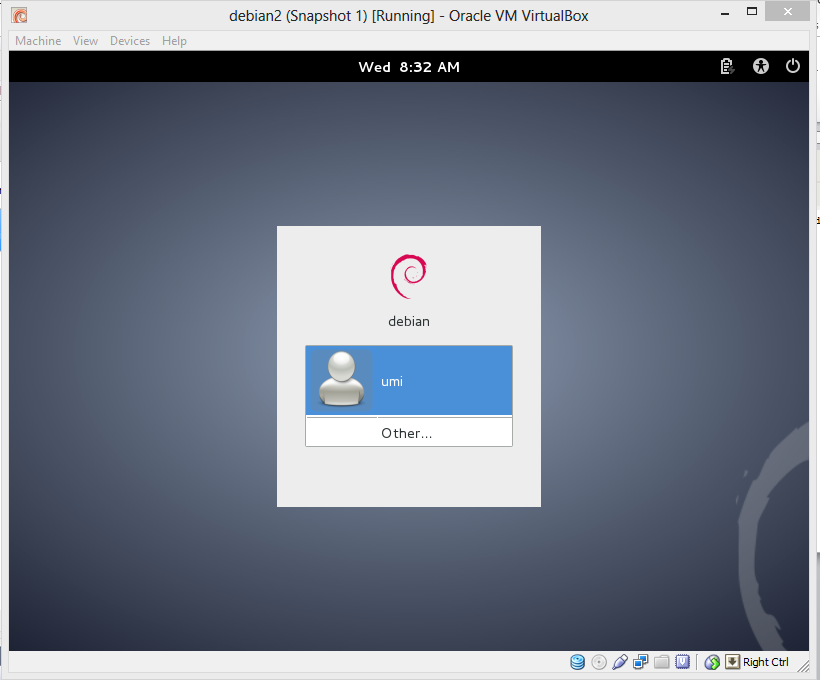 debian2 (Snapshot 1) [Running] - Oracle VM VirtualBox
Machine View Devices Help
Wed 8:32 AM
debian
umi
Other...
Right Ctrl